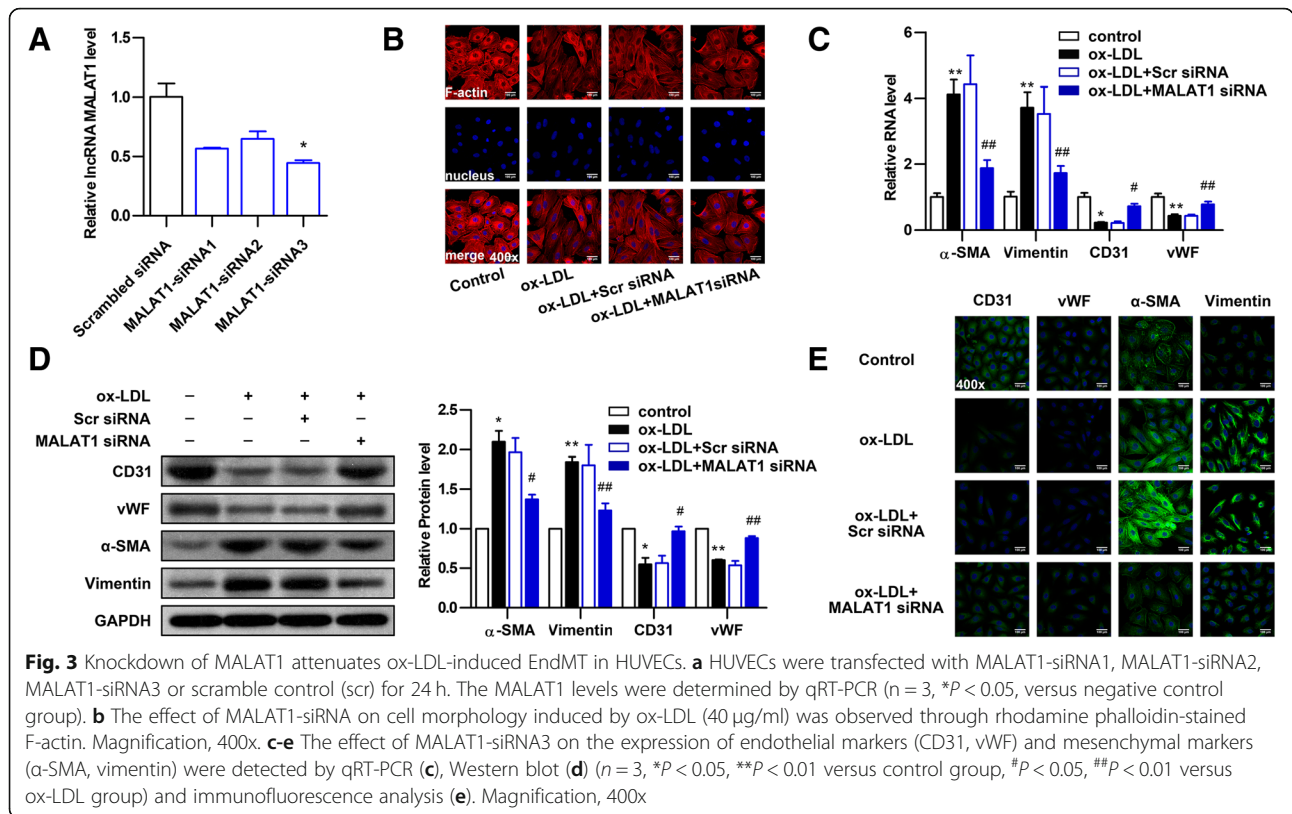 A
Relative lncRNA MALAT1 level
1.5
1.0
0.5
0.0
*
Scrambled siRNA
MALAT1-siRNA1
MALAT1-siRNA2
MALAT1-siRNA3
B
F-actin
nucleus
merge 400x
Control
ox-LDL
ox-LDL+Scr siRNA
ox-LDL+MALAT1siRNA
C
control
ox-LDL
ox-LDL+Scr siRNA
ox-LDL+MALAT1 siRNA
Relative RNA level
6
4
2
0
** ## ** ## * # ** ##
α-SMA Vimentin CD31 vWF
D
ox-LDL – + + +
Scr siRNA – – + –
MALAT1 siRNA – – – +
CD31
vWF
α-SMA
Vimentin
GAPDH
control
ox-LDL
ox-LDL+Scr siRNA
ox-LDL+MALAT1 siRNA
Relative Protein level
2.5
2.0
1.5
1.0
0.5
0.0
* # ** ## * # ** ##
α-SMA Vimentin CD31 vWF
E
CD31 vWF α-SMA Vimentin
Control
400x
ox-LDL
ox-LDL+
Scr siRNA
ox-LDL+
MALAT1 siRNA
Fig. 3 Knockdown of MALAT1 attenuates ox-LDL-induced EndMT in HUVECs. a HUVECs were transfected with MALAT1-siRNA1, MALAT1-siRNA2,
MALAT1-siRNA3 or scramble control (scr) for 24 h. The MALAT1 levels were determined by qRT-PCR (n = 3, *P < 0.05, versus negative control
group). b The effect of MALAT1-siRNA on cell morphology induced by ox-LDL (40 μg/ml) was observed through rhodamine phalloidin-stained
F-actin. Magnification, 400x. c-e The effect of MALAT1-siRNA3 on the expression of endothelial markers (CD31, vWF) and mesenchymal markers
(α-SMA, vimentin) were detected by qRT-PCR (c), Western blot (d) (n = 3, *P < 0.05, **P < 0.01 versus control group, #P < 0.05, ##P < 0.01 versus
ox-LDL group) and immunofluorescence analysis (e). Magnification, 400x